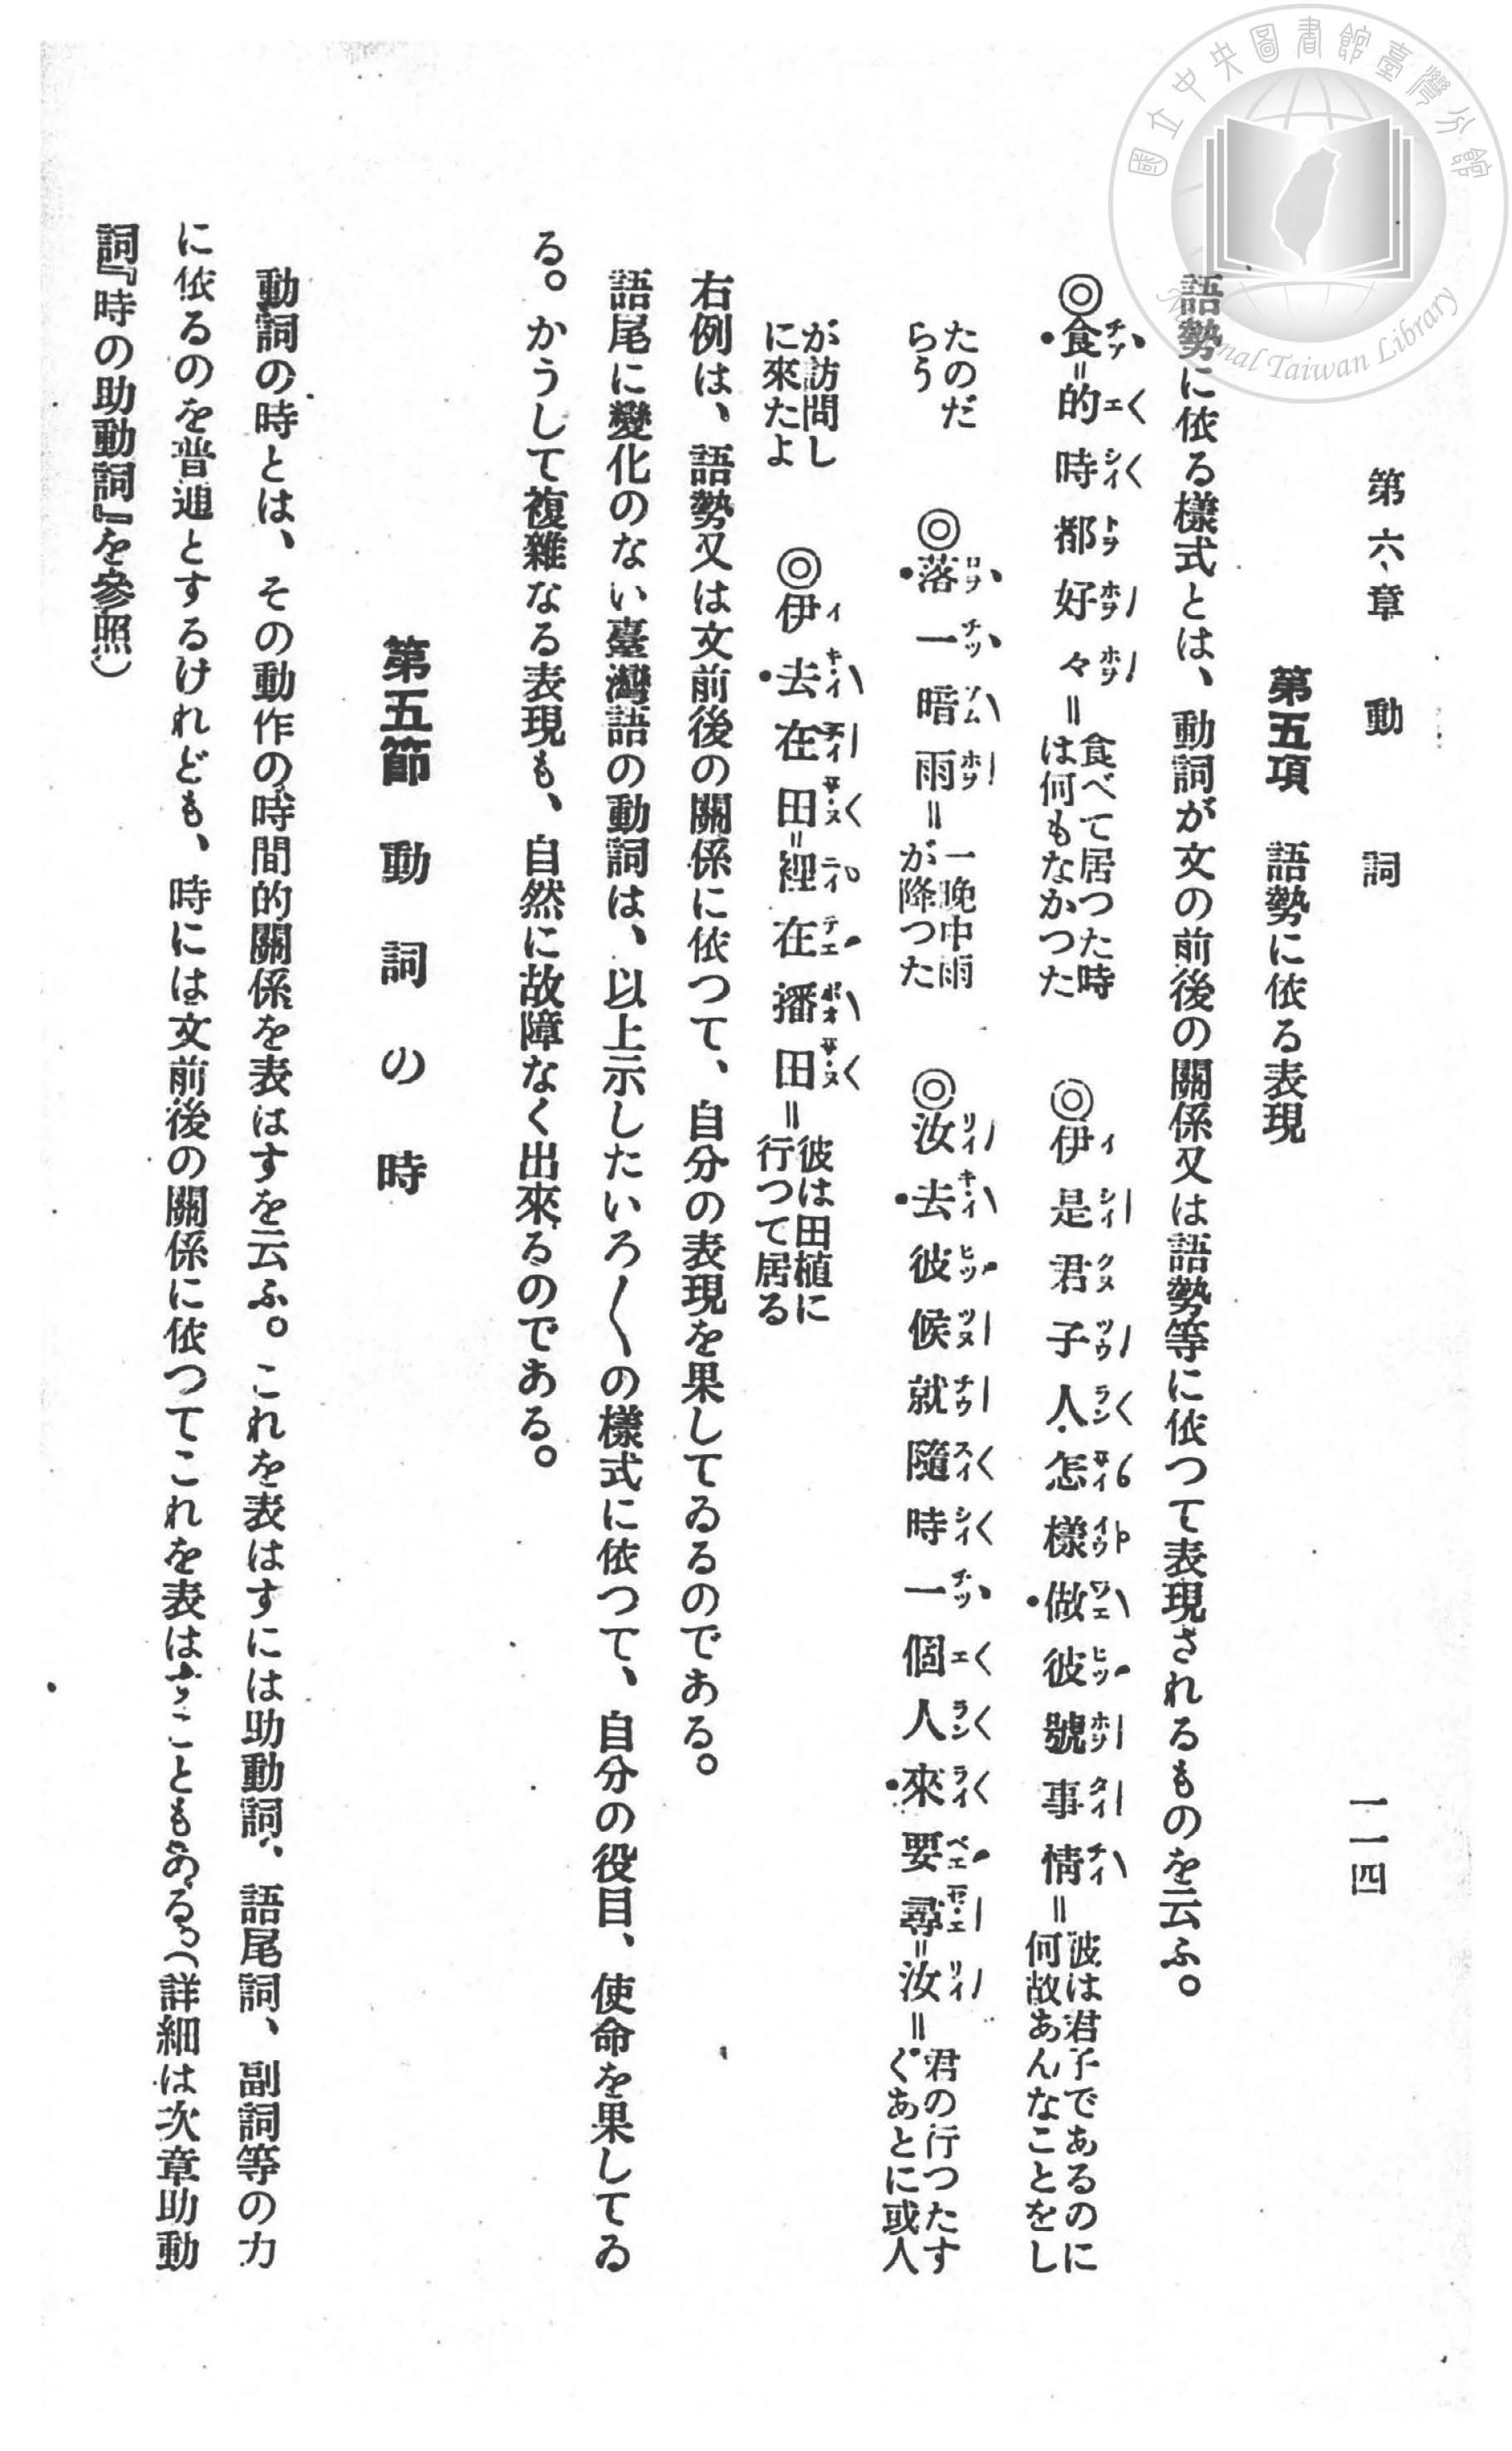 國立中央圖書館臺灣分館
National Taiwan Library
第六章 動詞
一一四
第五項 語勢に依る表現
語勢に依る樣式とは、動詞が文の前後の關係又は語勢等に依つて表現されるものを云ふ。
◎食=的時都好々=食べて居つた時は何もなかつた ◎伊是君子人怎樣做彼號事情=彼は君子であるのに何故あんなことをし
たのだらう ◎落一暗雨=一晚中雨が降つた ◎汝去彼候就隨時一個人來要尋=汝=君の行つたすぐあとに或人
が訪問しに來たよ ◎伊去在田=裡在播田=彼は田植に行つて居る
右例は、語勢又は文前後の關係に依つて、自分の表現を果してゐるのである。
語尾に變化のない臺灣語の動詞は、以上示したいろ〱の樣式に依つて、自分の役目、使命を果してゐ
る。かうして複雜なる表現も、自然に故障なく出來るのである。
第五節 動詞の時
動詞の時とは、その動作の時間的關係を表はすを云ふ。これを表はすには助動詞、語尾詞、副詞等の力
に依るのを普通とするけれども、時には文前後の關係に依つてこれを表はすこともある。(詳細は次章助動
詞『時の助動詞』を參照)